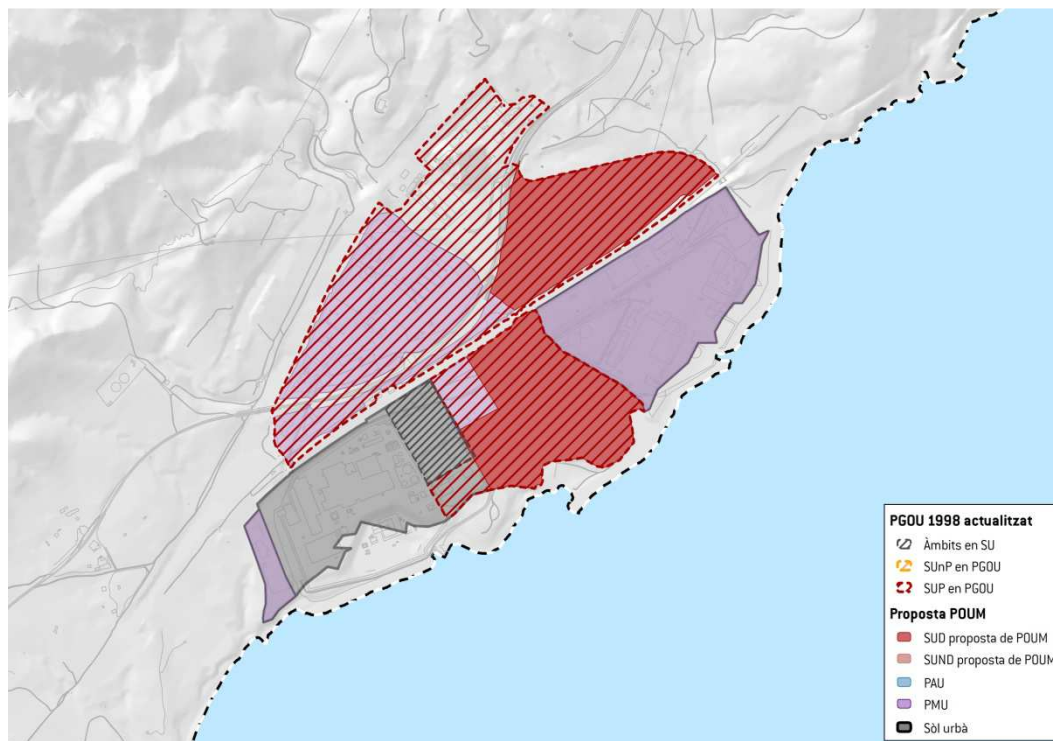 PGOU 1998 actualitzat
Àmbits en SU
SUnP en PGOU
SUP en PGOU
Proposta POUM
SUD proposta de POUM
SUND proposta de POUM
PAU
PMU
Sòl urbà